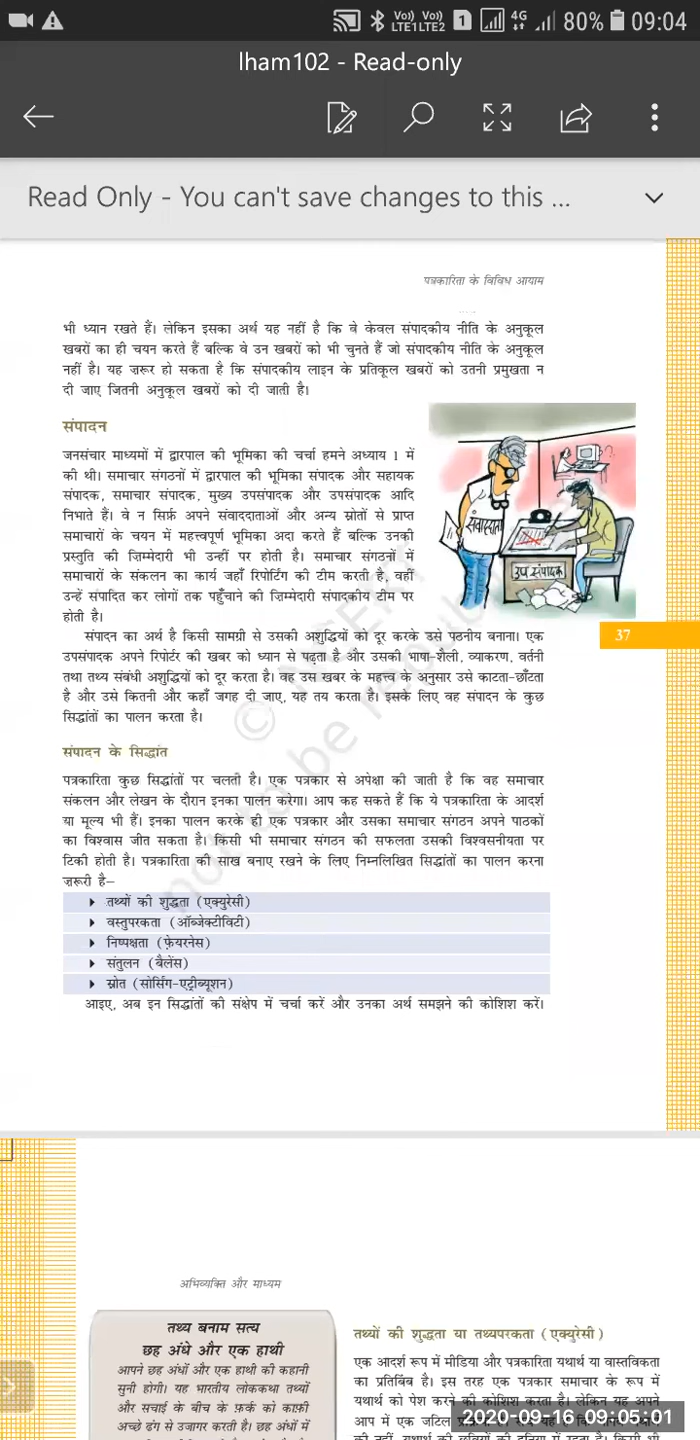 Vo) Vo)
LTE1 LTE2 1 4G 80% 09:04
lham102 - Read-only
Read Only - You can't save changes to this ...
पत्रकारिता के विविध आयाम
भी ध्यान रखते हैं। लेकिन इसका अर्थ यह नहीं है कि वे केवल संपादकीय नीति के अनुकूल
खबरों का ही चयन करते हैं बल्कि वे उन खबरों को भी चुनते हैं जो संपादकीय नीति के अनुकूल
नहीं है। यह ज़रूर हो सकता है कि संपादकीय लाइन के प्रतिकूल खबरों को उतनी प्रमुखता न
दी जाए जितनी अनुकूल खबरों को दी जाती है।
संपादन
जनसंचार माध्यमों में द्वारपाल की भूमिका की चर्चा हमने अध्याय 1 में
की थी। समाचार संगठनों में द्वारपाल की भूमिका संपादक और सहायक
संपादक, समाचार संपादक, मुख्य उपसंपादक और उपसंपादक आदि
निभाते हैं। वे न सिर्फ़ अपने संवाददाताओं और अन्य स्रोतों से प्राप्त
समाचारों के चयन में महत्त्वपूर्ण भूमिका अदा करते हैं बल्कि उनकी
प्रस्तुति की ज़िम्मेदारी भी उन्हीं पर होती है। समाचार संगठनों में
समाचारों के संकलन का कार्य जहाँ रिपोर्टिंग की टीम करती है, वहीं
उन्हें संपादित कर लोगों तक पहुँचाने की ज़िम्मेदारी संपादकीय टीम पर
होती है।
उप संपादक
संपादन का अर्थ है किसी सामग्री से उसकी अशुद्धियों को दूर करके उसे पठनीय बनाना। एक
उपसंपादक अपने रिपोर्टर की खबर को ध्यान से पढ़ता है और उसकी भाषा-शैली, व्याकरण, वर्तनी
तथा तथ्य संबंधी अशुद्धियों को दूर करता है। वह उस खबर के महत्त्व के अनुसार उसे काटता-छाँटता
है और उसे कितनी और कहाँ जगह दी जाए, यह तय करता है। इसके लिए वह संपादन के कुछ
सिद्धांतों का पालन करता है।
37
संपादन के सिद्धांत
पत्रकारिता कुछ सिद्धांतों पर चलती है। एक पत्रकार से अपेक्षा की जाती है कि वह समाचार
संकलन और लेखन के दौरान इनका पालन करेगा। आप कह सकते हैं कि ये पत्रकारिता के आदर्श
या मूल्य भी हैं। इनका पालन करके ही एक पत्रकार और उसका समाचार संगठन अपने पाठकों
का विश्वास जीत सकता है। किसी भी समाचार संगठन की सफलता उसकी विश्वसनीयता पर
टिकी होती है। पत्रकारिता की साख बनाए रखने के लिए निम्नलिखित सिद्धांतों का पालन करना
ज़रूरी है–
तथ्यों की शुद्धता (एक्युरेसी)
वस्तुपरकता (ऑब्जेक्टीविटी)
निष्पक्षता (फ़ेयरनेस)
संतुलन (बैलेंस)
स्रोत (सोर्सिंग-एट्रीब्यूशन)
आइए, अब इन सिद्धांतों की संक्षेप में चर्चा करें और उनका अर्थ समझने की कोशिश करें।
© NCERT
not to be republished
अभिव्यक्ति और माध्यम
तथ्य बनाम सत्य
छह अंधे और एक हाथी
आपने छह अंधों और एक हाथी की कहानी
सुनी होगी। यह भारतीय लोककथा तथ्यों
और सचाई के बीच के फ़र्क को काफ़ी
अच्छे ढंग से उजागर करती है। छह अंधों में
तथ्यों की शुद्धता या तथ्यपरकता (एक्युरेसी)
एक आदर्श रूप में मीडिया और पत्रकारिता यथार्थ या वास्तविकता
का प्रतिबिंब है। इस तरह एक पत्रकार समाचार के रूप में
यथार्थ को पेश करने की कोशिश करता है। लेकिन यह अपने
आप में एक जटिल
2020-09-16 09:05:01